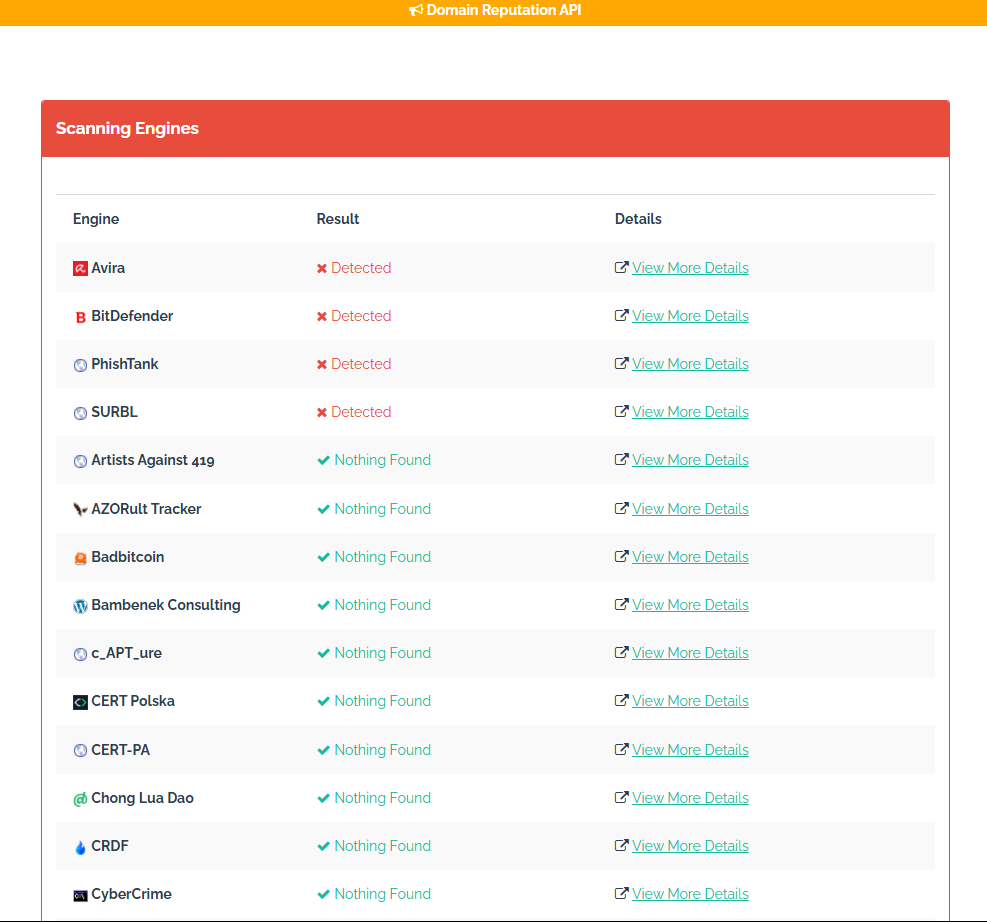 Domain Reputation API
Scanning Engines
Engine Result Details
Avira Detected View More Details
BitDefender Detected View More Details
PhishTank Detected View More Details
SURBL Detected View More Details
Artists Against 419 Nothing Found View More Details
AZORult Tracker Nothing Found View More Details
Badbitcoin Nothing Found View More Details
Bambenek Consulting Nothing Found View More Details
c_APT_ure Nothing Found View More Details
CERT Polska Nothing Found View More Details
CERT-PA Nothing Found View More Details
Chong Lua Dao Nothing Found View More Details
CRDF Nothing Found View More Details
CyberCrime Nothing Found View More Details